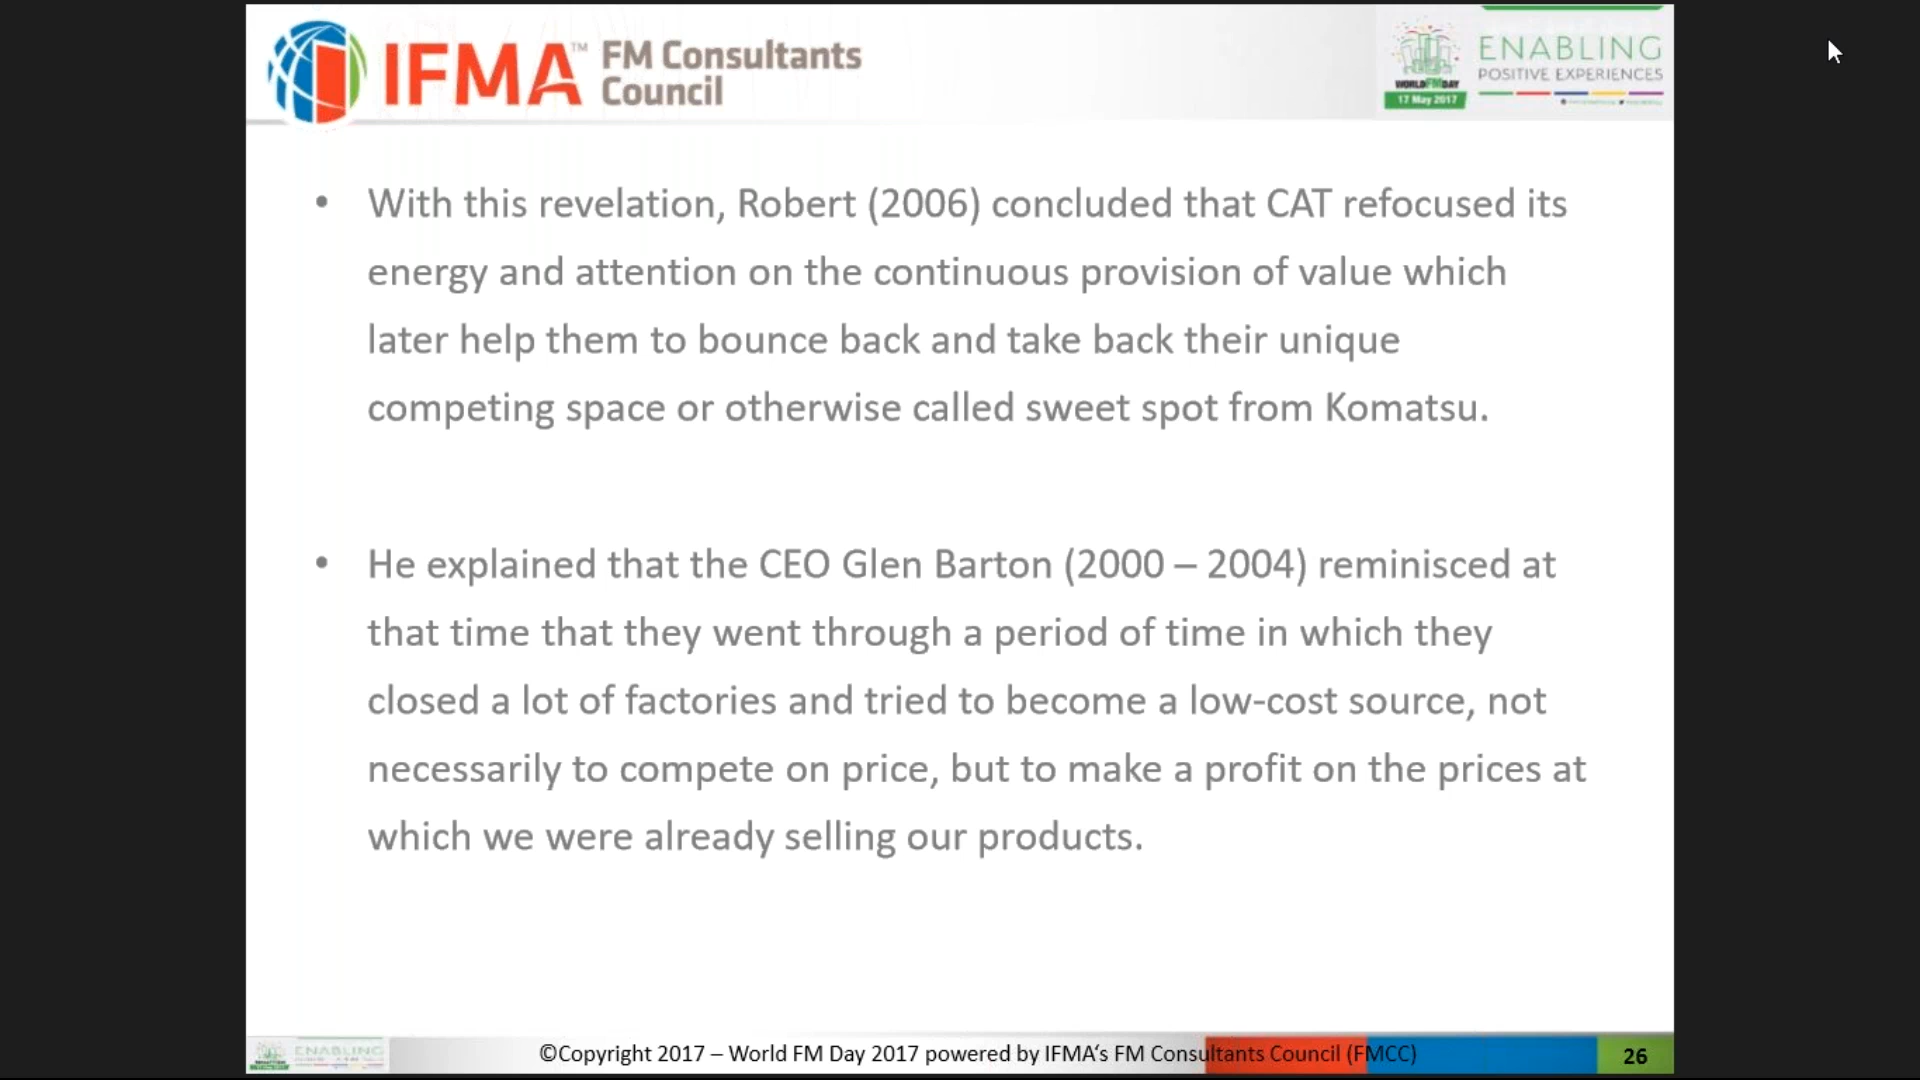 IFMA™ FM Consultants
Council
WORLD FM DAY
17 May 2017
ENABLING
POSITIVE EXPERIENCES
• With this revelation, Robert (2006) concluded that CAT refocused its
energy and attention on the continuous provision of value which
later help them to bounce back and take back their unique
competing space or otherwise called sweet spot from Komatsu.
• He explained that the CEO Glen Barton (2000 – 2004) reminisced at
that time that they went through a period of time in which they
closed a lot of factories and tried to become a low-cost source, not
necessarily to compete on price, but to make a profit on the prices at
which we were already selling our products.
ENABLING
©Copyright 2017 – World FM Day 2017 powered by IFMA‘s FM Consultants Council (FMCC)
26